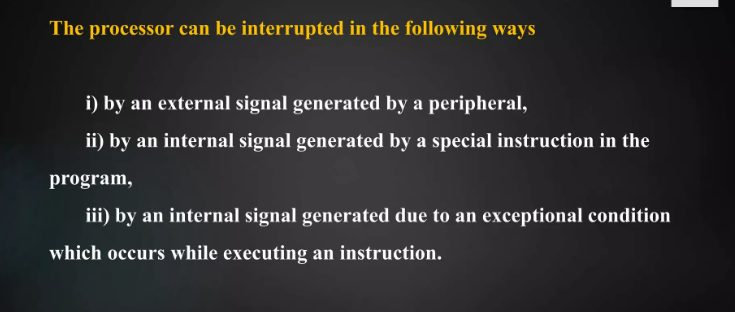 The processor can be interrupted in the following ways
i) by an external signal generated by a peripheral,
ii) by an internal signal generated by a special instruction in the
program,
iii) by an internal signal generated due to an exceptional condition
which occurs while executing an instruction.